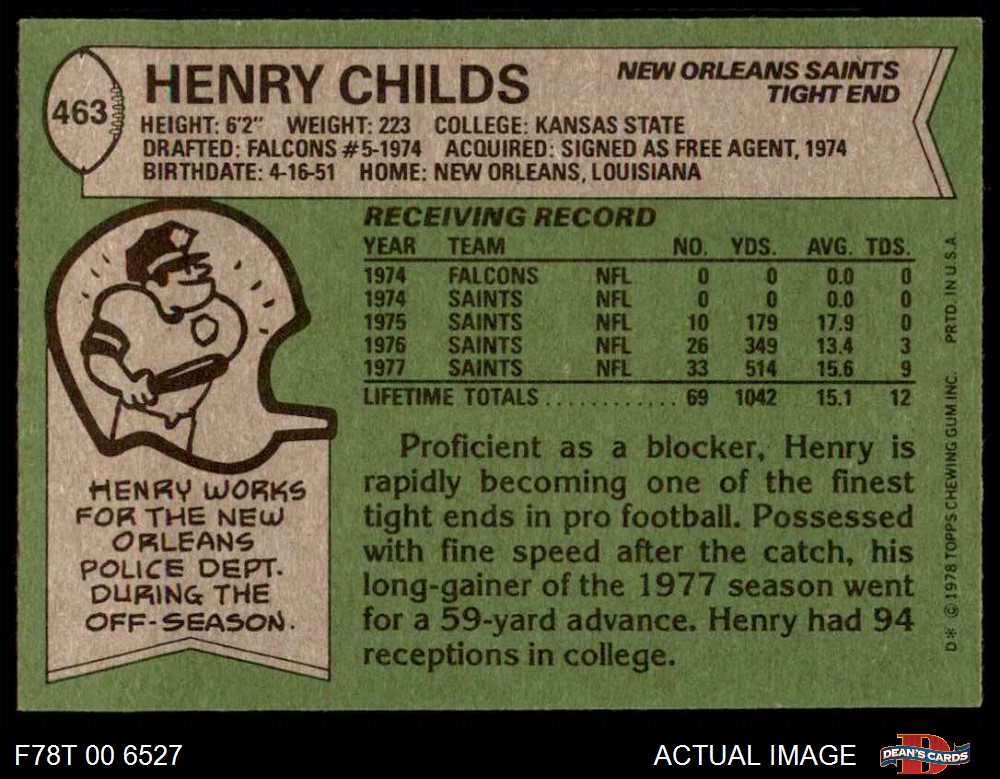 463
HENRY CHILDS
NEW ORLEANS SAINTS
TIGHT END
HEIGHT: 6'2" WEIGHT: 223 COLLEGE: KANSAS STATE
DRAFTED: FALCONS #5-1974 ACQUIRED: SIGNED AS FREE AGENT, 1974
BIRTHDATE: 4-16-51 HOME: NEW ORLEANS, LOUISIANA
RECEIVING RECORD
YEAR TEAM NO. YDS. AVG. TDS.
1974 FALCONS NFL 0 0 0.0 0
1974 SAINTS NFL 0 0 0.0 0
1975 SAINTS NFL 10 179 17.9 0
1976 SAINTS NFL 26 349 13.4 3
1977 SAINTS NFL 33 514 15.6 9
LIFETIME TOTALS ............ 69 1042 15.1 12
Proficient as a blocker, Henry is
rapidly becoming one of the finest
tight ends in pro football. Possessed
with fine speed after the catch, his
long-gainer of the 1977 season went
for a 59-yard advance. Henry had 94
receptions in college.
HENRY WORKS
FOR THE NEW
ORLEANS
POLICE DEPT.
DURING THE
OFF-SEASON.
D* © 1978 TOPPS CHEWING GUM INC. PRTD. IN U.S.A.
F78T 00 6527
ACTUAL IMAGE
DEAN'S CARDS